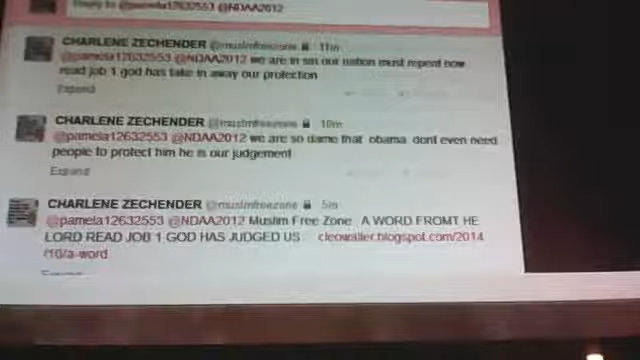 Reply to @pamela12632553 @NDAA2012
CHARLENE ZECHENDER @muslimfreezone 11m
@pamela12632553 @NDAA2012 we are in sin our nation must repent now
read job 1 god has take in away our protection
Expand
CHARLENE ZECHENDER @muslimfreezone 10m
@pamela12632553 @NDAA2012 we are so dame that obama dont even need
people to protect him he is our judgement
Expand
CHARLENE ZECHENDER @muslimfreezone 5m
@pamela12632553 @NDAA2012 Muslim Free Zone A WORD FROMT HE
LORD READ JOB 1 GOD HAS JUDGED US cleowaller.blogspot.com/2014
/10/a-word